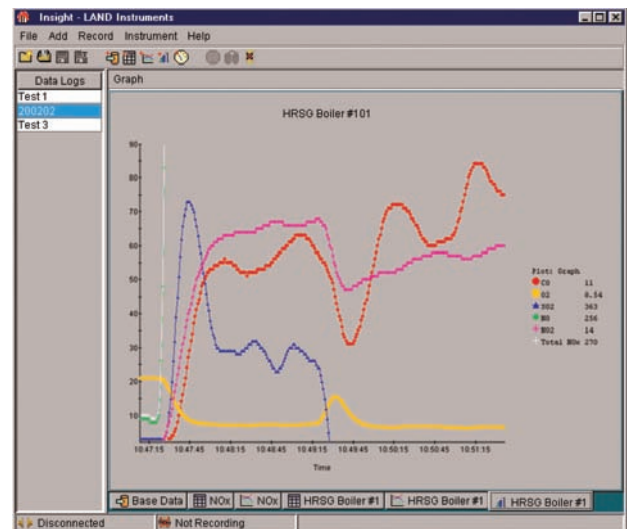 Insight - LAND Instruments
File Add Record Instrument Help
Data Logs
Test 1
200202
Test 3
Graph
HRSG Boiler #101
90
80
70
60
50
40
30
20
10
10:47:15 10:47:45 10:48:15 10:48:45 10:49:15 10:49:45 10:50:15 10:50:45 10:51:15
Time
Plot: Graph
CO 11
O2 8.54
SO2 363
NO 256
NO2 14
Total NOx 270
Base Data NOx NOx HRSG Boiler #1 HRSG Boiler #1 HRSG Boiler #1
Disconnected Not Recording